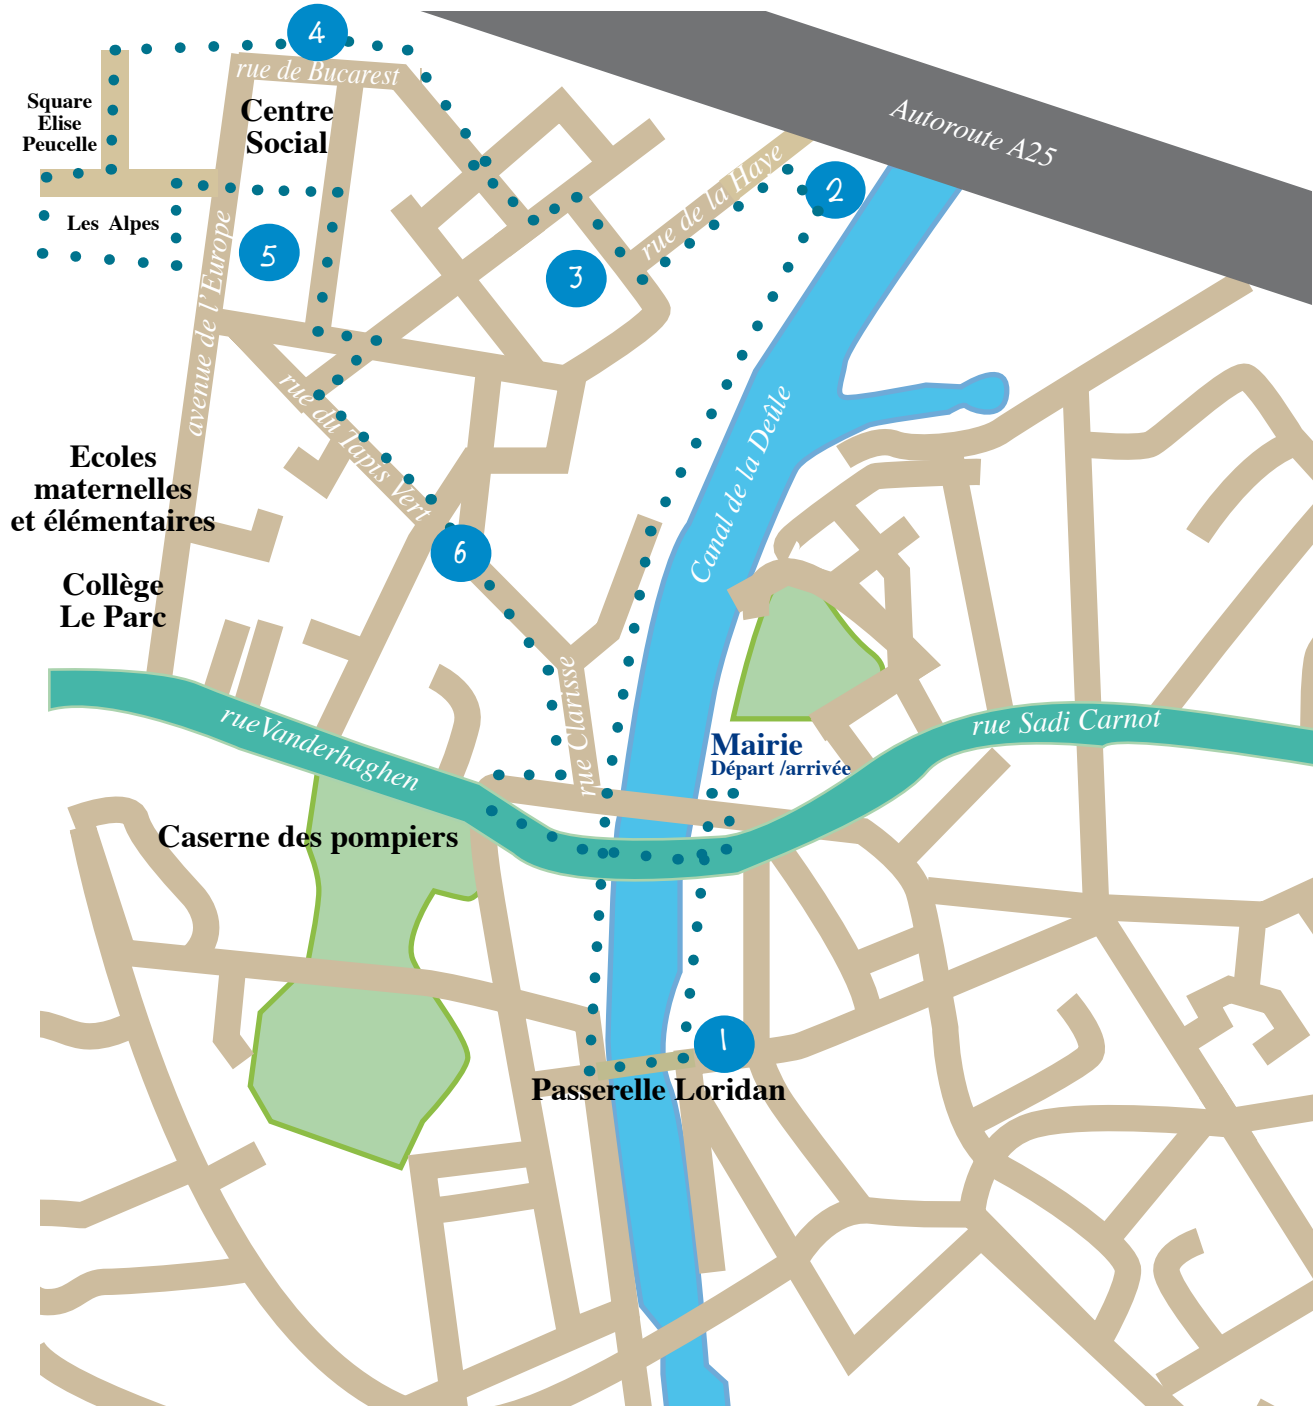 4
rue de Bucarest
Autoroute A25
Square
Elise
Peucelle
Centre
Social
rue de la Haye
2
Les Alpes
5
3
avenue de l'Europe
rue du Tapis Vert
Canal de la Deûle
Ecoles
maternelles
et élémentaires
6
Collège
Le Parc
rue Clarisse
rueVanderhaghen
rue Sadi Carnot
Mairie
Départ /arrivée
Caserne des pompiers
1
Passerelle Loridan